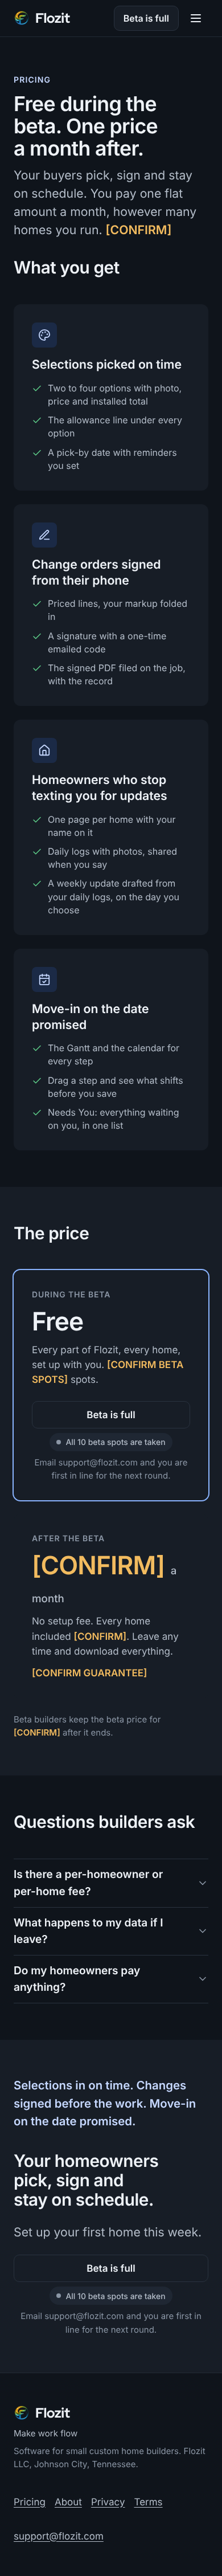 Flozit
Beta is full
PRICING
Free during the
beta. One price
a month after.
Your buyers pick, sign and stay
on schedule. You pay one flat
amount a month, however many
homes you run. [CONFIRM]
What you get
Selections picked on time
Two to four options with photo,
price and installed total
The allowance line under every
option
A pick-by date with reminders
you set
Change orders signed
from their phone
Priced lines, your markup folded
in
A signature with a one-time
emailed code
The signed PDF filed on the job,
with the record
Homeowners who stop
texting you for updates
One page per home with your
name on it
Daily logs with photos, shared
when you say
A weekly update drafted from
your daily logs, on the day you
choose
Move-in on the date
promised
The Gantt and the calendar for
every step
Drag a step and see what shifts
before you save
Needs You: everything waiting
on you, in one list
The price
DURING THE BETA
Free
Every part of Flozit, every home,
set up with you. [CONFIRM BETA
SPOTS] spots.
Beta is full
All 10 beta spots are taken
Email support@flozit.com and you are
first in line for the next round.
AFTER THE BETA
[CONFIRM] a
month
No setup fee. Every home
included [CONFIRM]. Leave any
time and download everything.
[CONFIRM GUARANTEE]
Beta builders keep the beta price for
[CONFIRM] after it ends.
Questions builders ask
Is there a per-homeowner or
per-home fee?
What happens to my data if I
leave?
Do my homeowners pay
anything?
Selections in on time. Changes
signed before the work. Move-in
on the date promised.
Your homeowners
pick, sign and
stay on schedule.
Set up your first home this week.
Beta is full
All 10 beta spots are taken
Email support@flozit.com and you are first in
line for the next round.
Flozit
Make work flow
Software for small custom home builders. Flozit
LLC, Johnson City, Tennessee.
Pricing About Privacy Terms
support@flozit.com